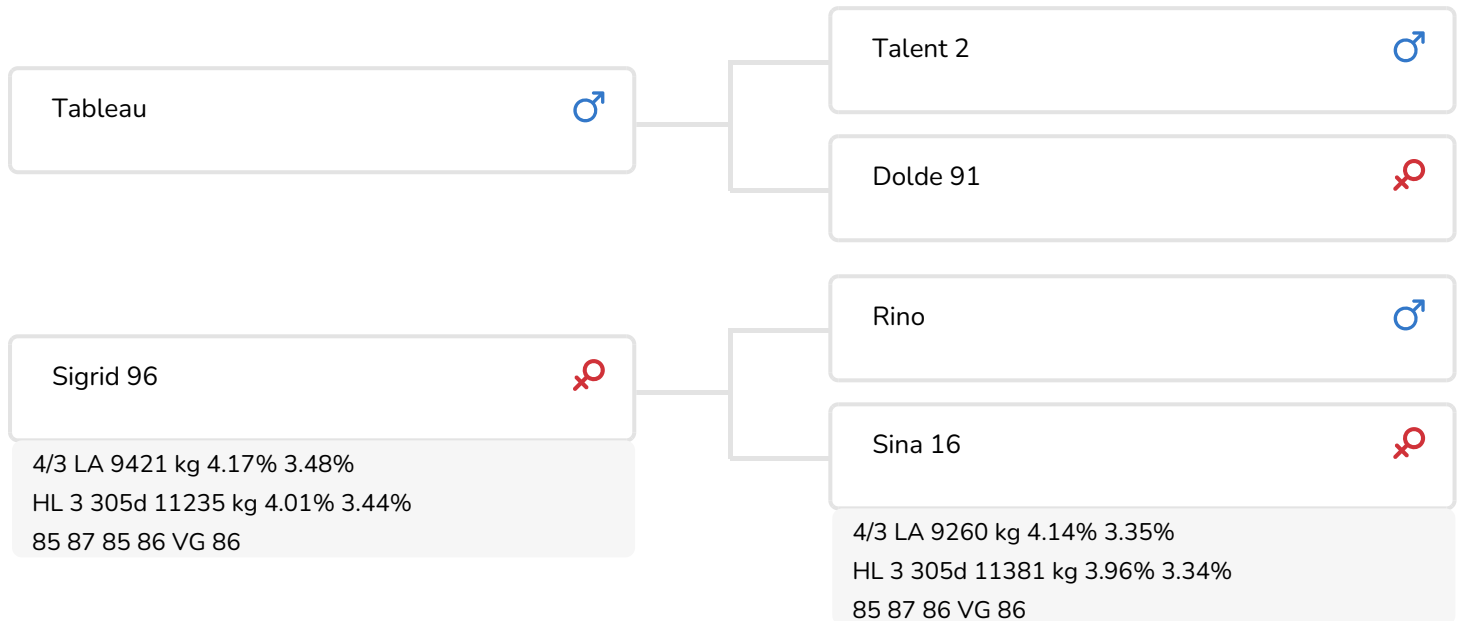 Tableau
Talent 2
Dolde 91
Sigrid 96
4/3 LA 9421 kg 4.17% 3.48%
HL 3 305d 11235 kg 4.01% 3.44%
85 87 85 86 VG 86
Rino
Sina 16
4/3 LA 9260 kg 4.14% 3.35%
HL 3 305d 11381 kg 3.96% 3.34%
85 87 86 VG 86